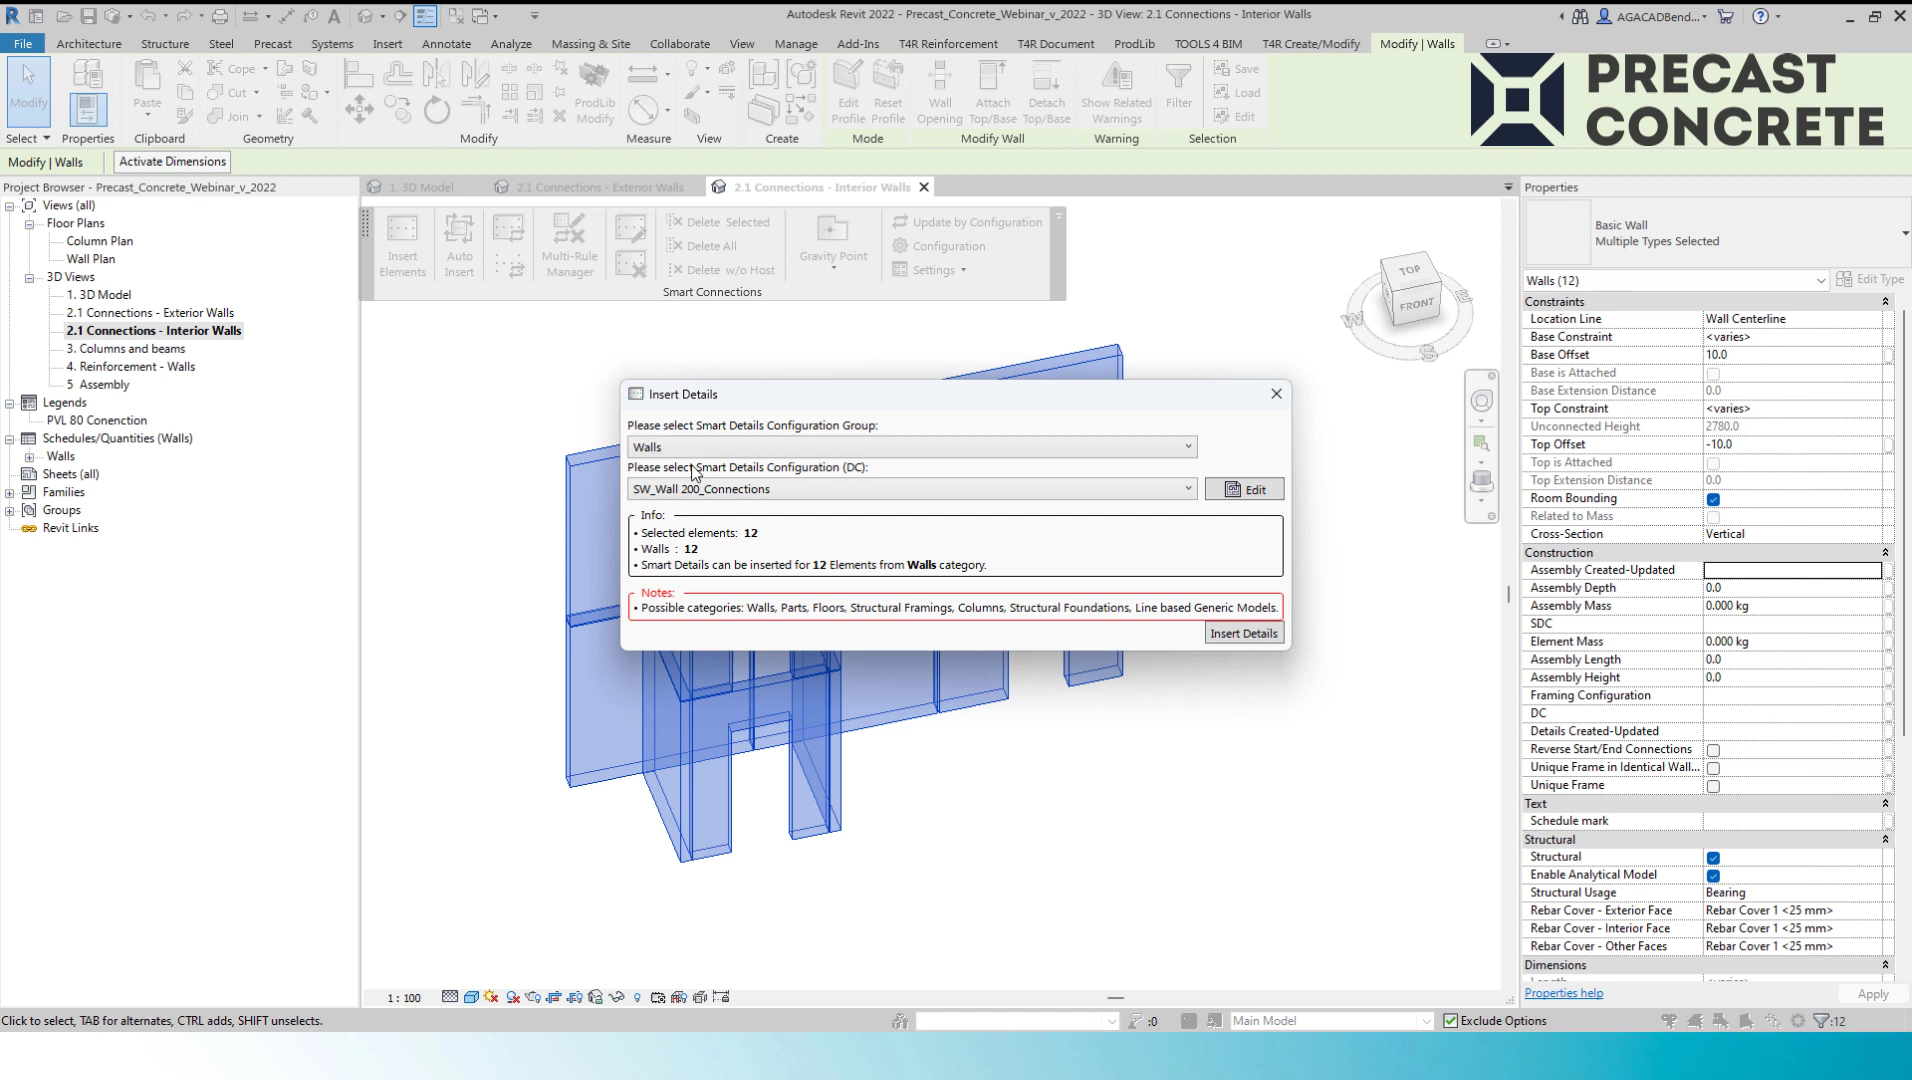 Autodesk Revit 2022 - Precast_Concrete_Webinar_v_2022 - 3D View: 2.1 Connections - Interior Walls
AGACADBend...
File Architecture Structure Steel Precast Systems Insert Annotate Analyze Massing & Site Collaborate View Manage Add-Ins T4R Reinforcement T4R Document ProdLib TOOLS 4 BIM T4R Create/Modify Modify | Walls
Modify
Paste
Cope
Cut
Join
ProdLib Modify
Edit Profile
Reset Profile
Wall Opening
Attach Top/Base
Detach Top/Base
Show Related Warnings
Filter
Save
Load
Edit
Select Properties Clipboard Geometry Modify Measure View Create Mode Modify Wall Warning Selection
PRECAST
CONCRETE
Modify | Walls
Activate Dimensions
Project Browser - Precast_Concrete_Webinar_v_2022
Views (all)
Floor Plans
Column Plan
Wall Plan
3D Views
1. 3D Model
2.1 Connections - Exterior Walls
2.1 Connections - Interior Walls
3. Columns and beams
4. Reinforcement - Walls
5 Assembly
Legends
PVL 80 Conenction
Schedules/Quantities (Walls)
Walls
Sheets (all)
Families
Groups
Revit Links
1. 3D Model
2.1 Connections - Exterior Walls
2.1 Connections - Interior Walls
Insert Elements
Auto Insert
Multi-Rule Manager
Delete Selected
Delete All
Delete w/o Host
Gravity Point
Update by Configuration
Configuration
Settings
Smart Connections
TOP
FRONT
W
S
E
Insert Details
Please select Smart Details Configuration Group:
Walls
Please select Smart Details Configuration (DC):
SW_Wall 200_Connections
Edit
Info:
• Selected elements: 12
• Walls : 12
• Smart Details can be inserted for 12 Elements from Walls category.
Notes:
• Possible categories: Walls, Parts, Floors, Structural Framings, Columns, Structural Foundations, Line based Generic Models.
Insert Details
Properties
Basic Wall
Multiple Types Selected
Walls (12)
Edit Type
Constraints
Location Line Wall Centerline
Base Constraint <varies>
Base Offset 10.0
Base is Attached
Base Extension Distance 0.0
Top Constraint <varies>
Unconnected Height 2780.0
Top Offset -10.0
Top is Attached
Top Extension Distance 0.0
Room Bounding
Related to Mass
Cross-Section Vertical
Construction
Assembly Created-Updated
Assembly Depth 0.0
Assembly Mass 0.000 kg
SDC
Element Mass 0.000 kg
Assembly Length 0.0
Assembly Height 0.0
Framing Configuration
DC
Details Created-Updated
Reverse Start/End Connections
Unique Frame in Identical Wall...
Unique Frame
Text
Schedule mark
Structural
Structural
Enable Analytical Model
Structural Usage Bearing
Rebar Cover - Exterior Face Rebar Cover 1 <25 mm>
Rebar Cover - Interior Face Rebar Cover 1 <25 mm>
Rebar Cover - Other Faces Rebar Cover 1 <25 mm>
Dimensions
Properties help
Apply
1 : 100
Click to select, TAB for alternates, CTRL adds, SHIFT unselects.
:0
Main Model
Exclude Options
:12